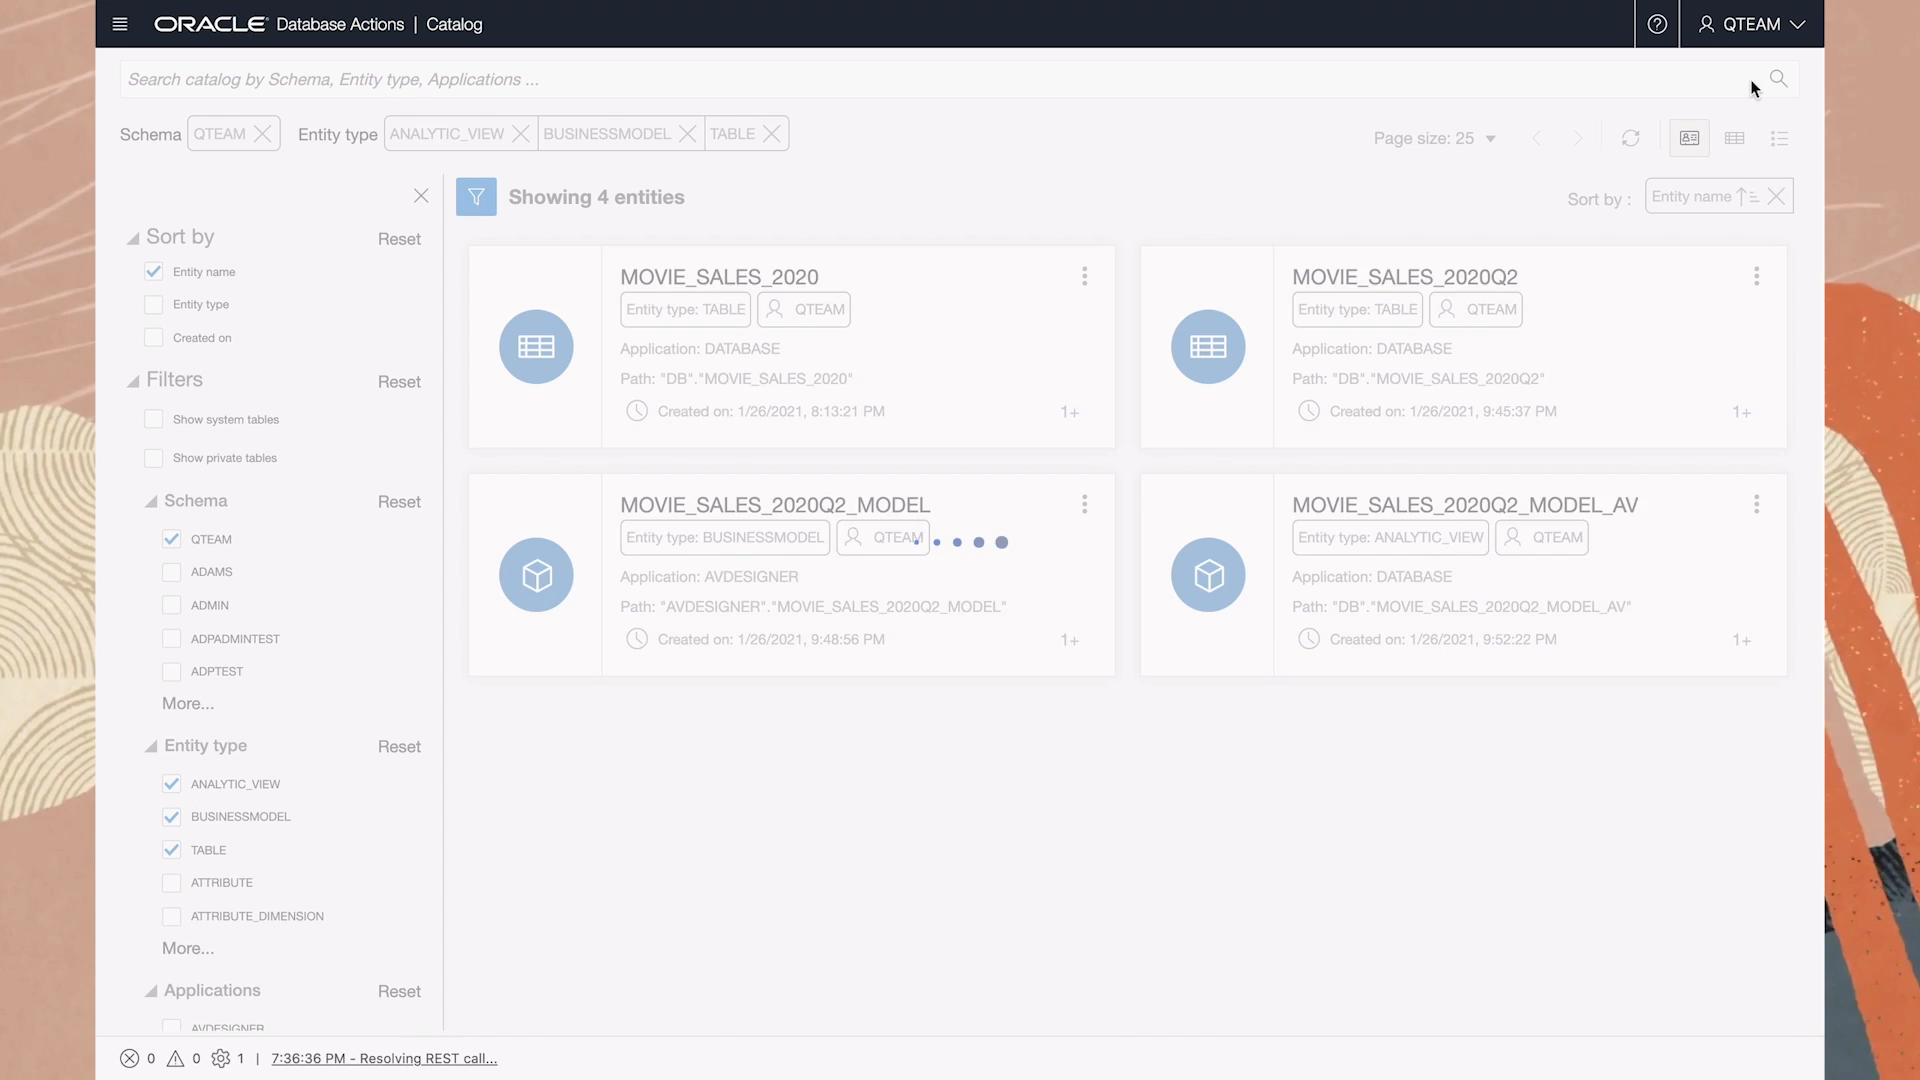 ORACLE Database Actions | Catalog
QTEAM
Search catalog by Schema, Entity type, Applications ...
Schema QTEAM Entity type ANALYTIC_VIEW BUSINESSMODEL TABLE
Page size: 25
Showing 4 entities
Sort by : Entity name
Sort by Reset
Entity name
Entity type
Created on
Filters Reset
Show system tables
Show private tables
Schema Reset
QTEAM
ADAMS
ADMIN
ADPADMINTEST
ADPTEST
More...
Entity type Reset
ANALYTIC_VIEW
BUSINESSMODEL
TABLE
ATTRIBUTE
ATTRIBUTE_DIMENSION
More...
Applications Reset
AVDESIGNER
MOVIE_SALES_2020
Entity type: TABLE QTEAM
Application: DATABASE
Path: "DB"."MOVIE_SALES_2020"
Created on: 1/26/2021, 8:13:21 PM 1+
MOVIE_SALES_2020Q2
Entity type: TABLE QTEAM
Application: DATABASE
Path: "DB"."MOVIE_SALES_2020Q2"
Created on: 1/26/2021, 9:45:37 PM 1+
MOVIE_SALES_2020Q2_MODEL
Entity type: BUSINESSMODEL QTEAM
Application: AVDESIGNER
Path: "AVDESIGNER"."MOVIE_SALES_2020Q2_MODEL"
Created on: 1/26/2021, 9:48:56 PM 1+
MOVIE_SALES_2020Q2_MODEL_AV
Entity type: ANALYTIC_VIEW QTEAM
Application: DATABASE
Path: "DB"."MOVIE_SALES_2020Q2_MODEL_AV"
Created on: 1/26/2021, 9:52:22 PM 1+
0 0 1 | 7:36:36 PM - Resolving REST call...